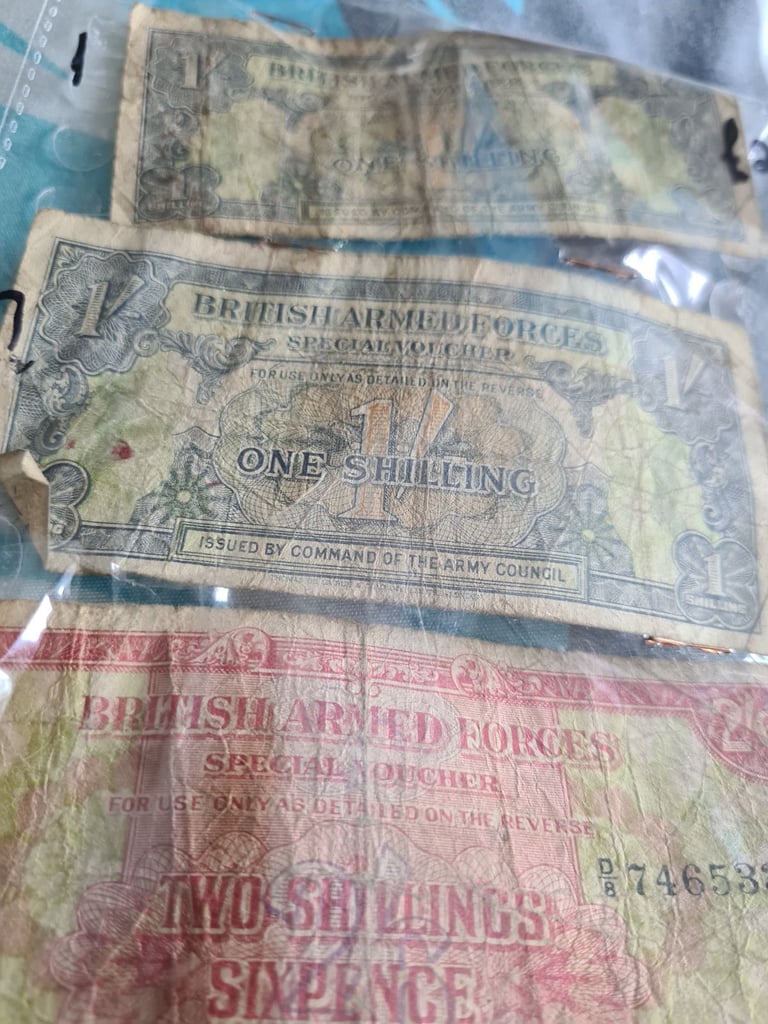 1/
BRITISH ARMED FORCES
ONE SHILLING
1/ 1/
BRITISH ARMED FORCES
SPECIAL VOUCHER
FOR USE ONLY AS DETAILED ON THE REVERSE
1/
ONE SHILLING
ISSUED BY COMMAND OF THE ARMY COUNCIL
1
BRITISH ARMED FORCES
SPECIAL VOUCHER
FOR USE ONLY AS DETAILED ON THE REVERSE
D/8 74653
TWO SHILLINGS
SIXPENCE